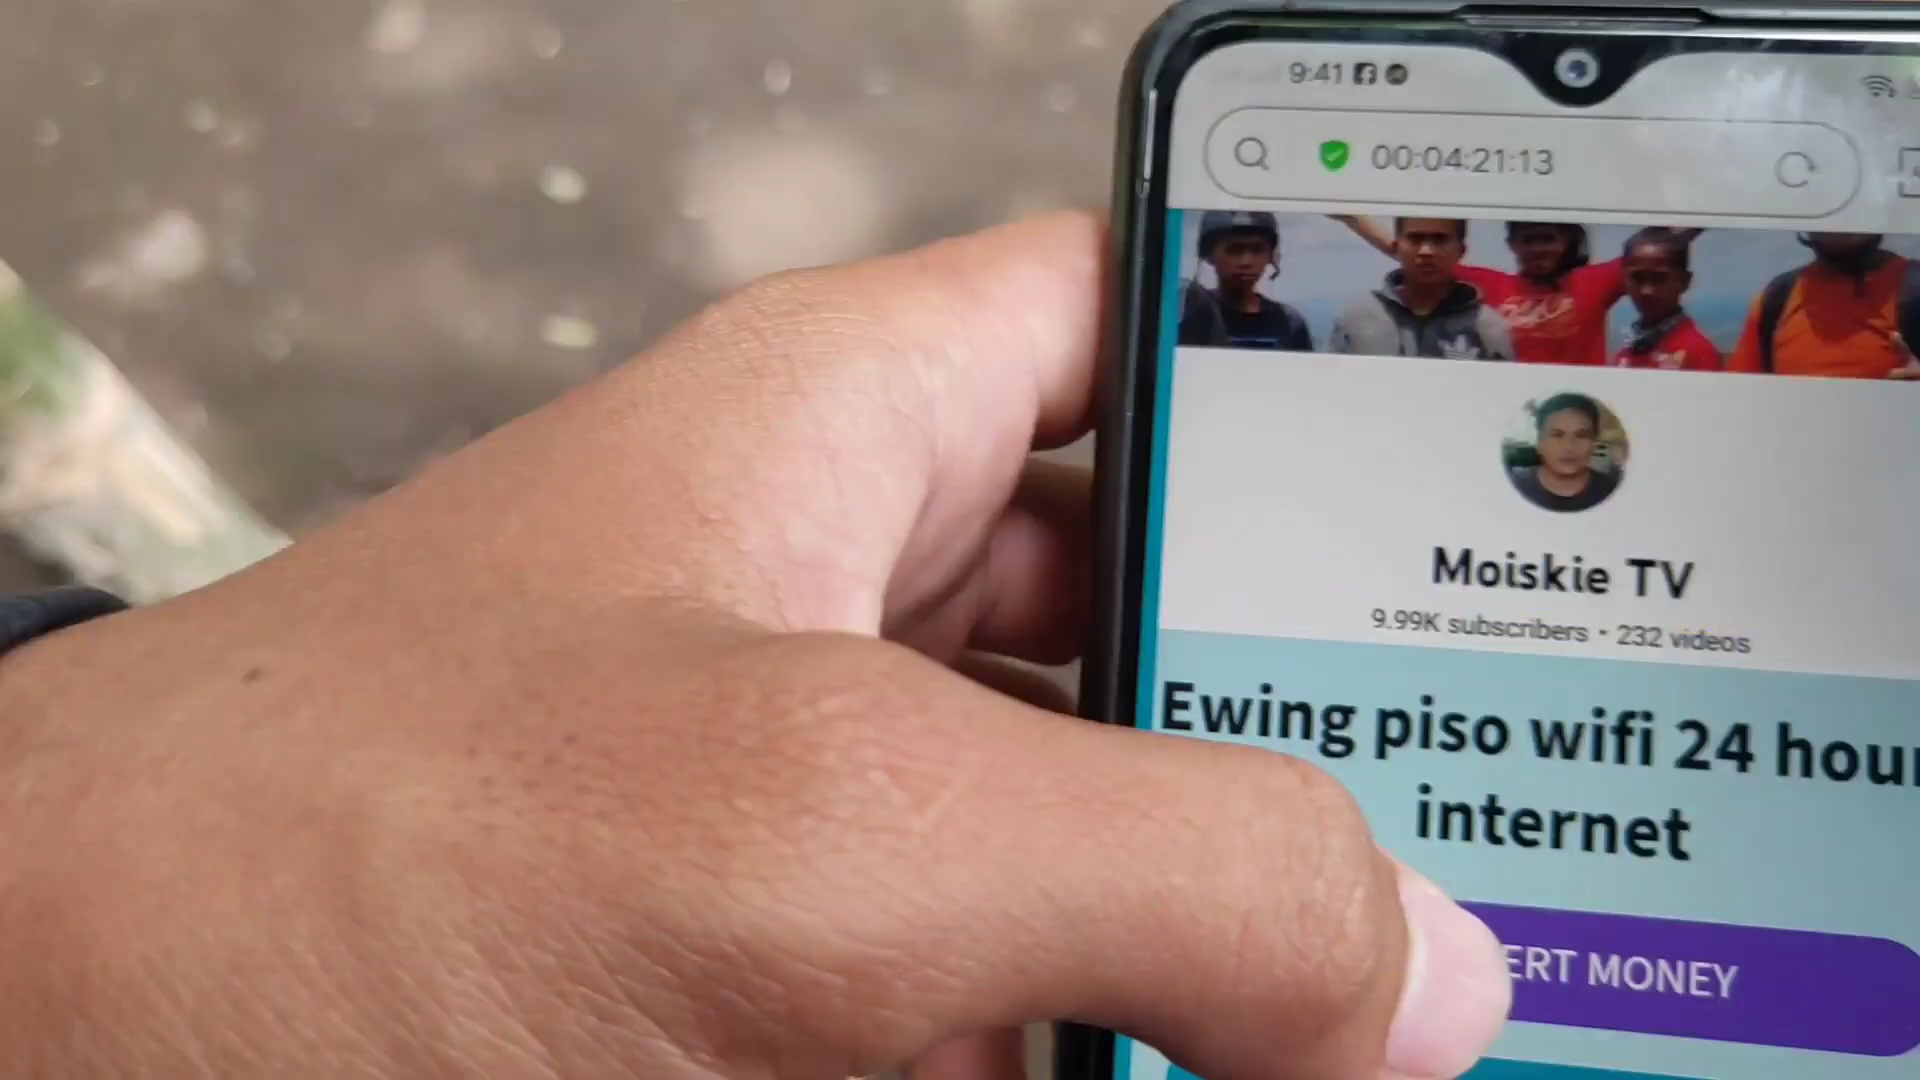 9:41
00:04:21:13
Moiskie TV
9.99K subscribers • 232 videos
Ewing piso wifi 24 hour
internet
ERT MONEY